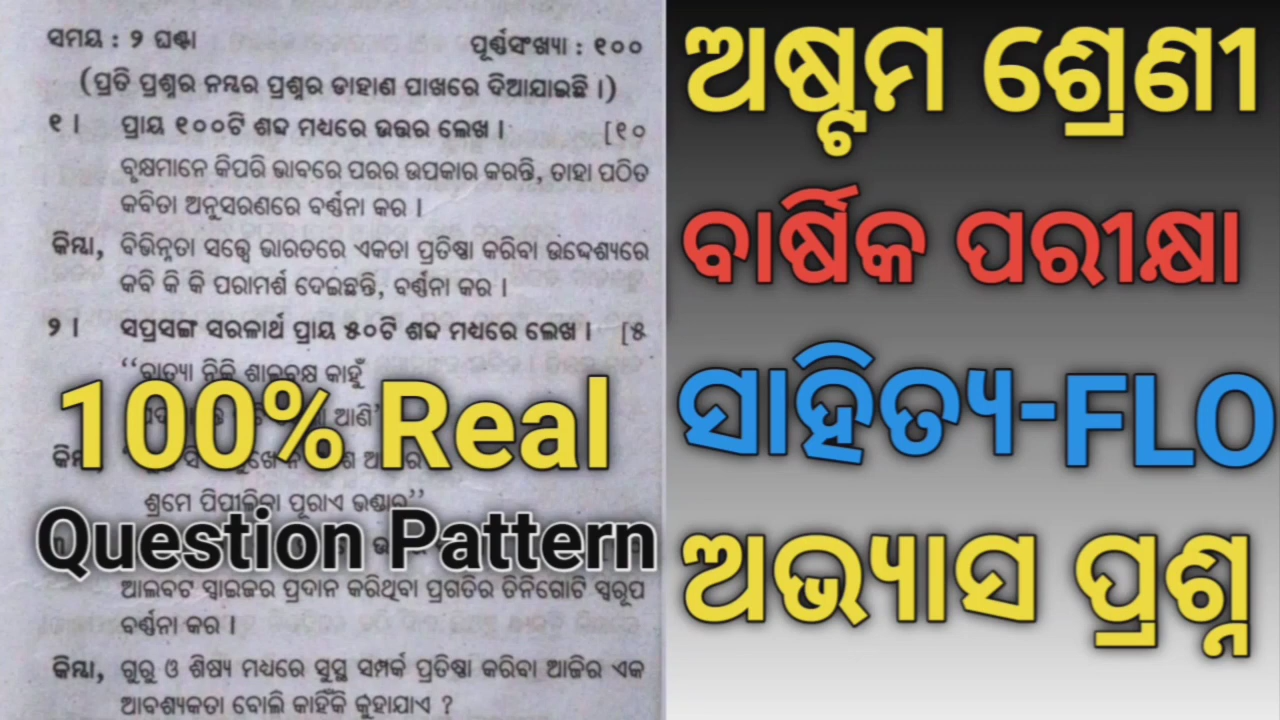 ସମୟ : ୨ ଘଣ୍ଟା ପୂର୍ଣ୍ଣସଂଖ୍ୟା : ୧୦୦
(ପ୍ରତି ପ୍ରଶ୍ନର ନମ୍ବର ପ୍ରଶ୍ନର ଡାହାଣ ପାଖରେ ଦିଆଯାଇଛି ।)
୧ । ପ୍ରାୟ ୧୦୦ଟି ଶବ୍ଦ ମଧ୍ୟରେ ଉତ୍ତର ଲେଖ । [୧୦
ବୃକ୍ଷମାନେ କିପରି ଭାବରେ ପରର ଉପକାର କରନ୍ତି, ତାହା ପଠିତ
କବିତା ଅନୁସରଣରେ ବର୍ଣ୍ଣନା କର ।
କିମ୍ବା, ବିଭିନ୍ନତା ସତ୍ତ୍ୱେ ଭାରତରେ ଏକତା ପ୍ରତିଷ୍ଠା କରିବା ଉଦ୍ଦେଶ୍ୟରେ
କବି କି କି ପରାମର୍ଶ ଦେଇଛନ୍ତି, ବର୍ଣ୍ଣନା କର ।
୨ । ସପ୍ରସଙ୍ଗ ସରଳାର୍ଥ ପ୍ରାୟ ୫୦ଟି ଶବ୍ଦ ମଧ୍ୟରେ ଲେଖ । [୫
କାହୁଁ
ଆଣି
ଶ୍ରମେ ପିପୀଳିକା ପୂରାଏ ଭଣ୍ଡାର’’
ଆଲବର୍ଟ ସ୍ୱାଇଜର ପ୍ରଦାନ କରିଥିବା ପ୍ରଗତିର ତିନିଗୋଟି ସ୍ୱରୂପ
ବର୍ଣ୍ଣନା କର ।
କିମ୍ବା, ଗୁରୁ ଓ ଶିଷ୍ୟ ମଧ୍ୟରେ ସୁସ୍ଥ ସମ୍ପର୍କ ପ୍ରତିଷ୍ଠା କରିବା ଆଜିର ଏକ
ଆବଶ୍ୟକତା ବୋଲି କାହିଁକି କୁହାଯାଏ ?
100% Real
Question Pattern
ଅଷ୍ଟମ ଶ୍ରେଣୀ
ବାର୍ଷିକ ପରୀକ୍ଷା
ସାହିତ୍ୟ-FLO
ଅଭ୍ୟାସ ପ୍ରଶ୍ନ